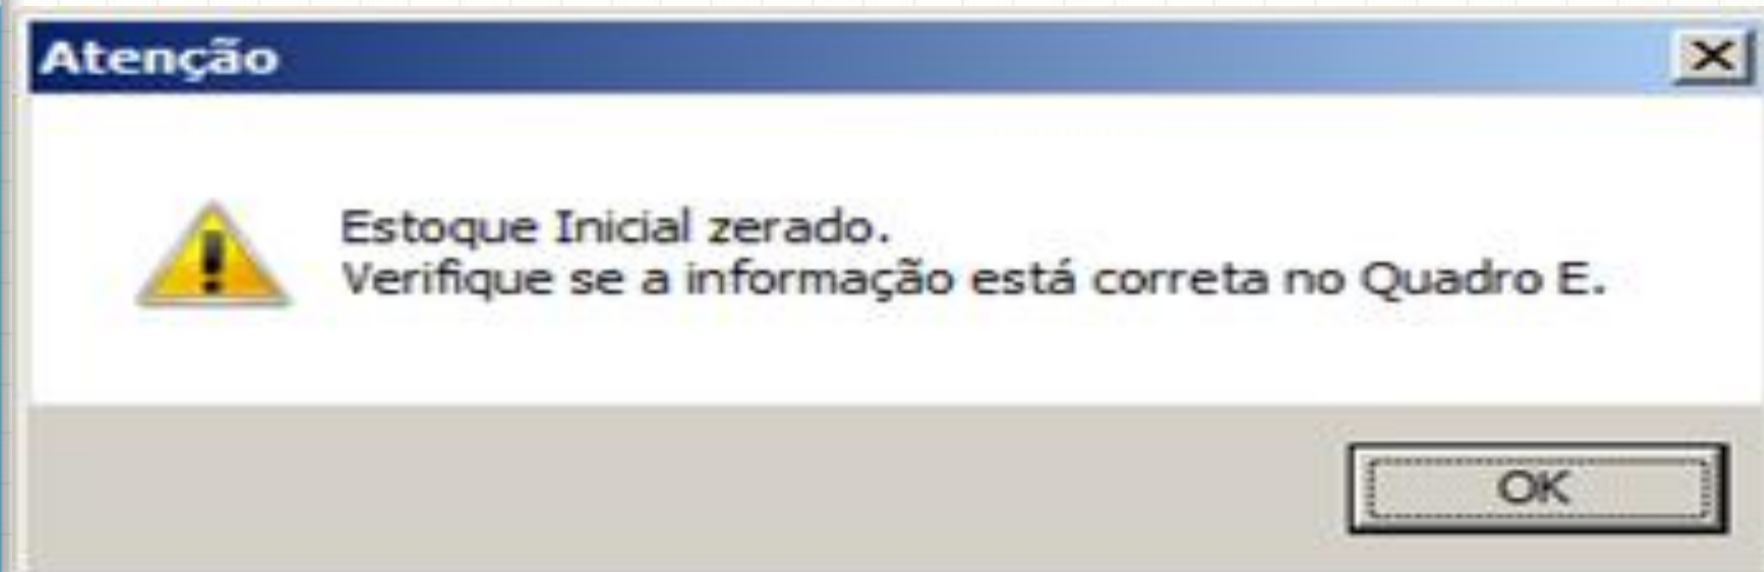 Atenção
Estoque Inicial zerado.
Verifique se a informação está correta no Quadro E.
OK